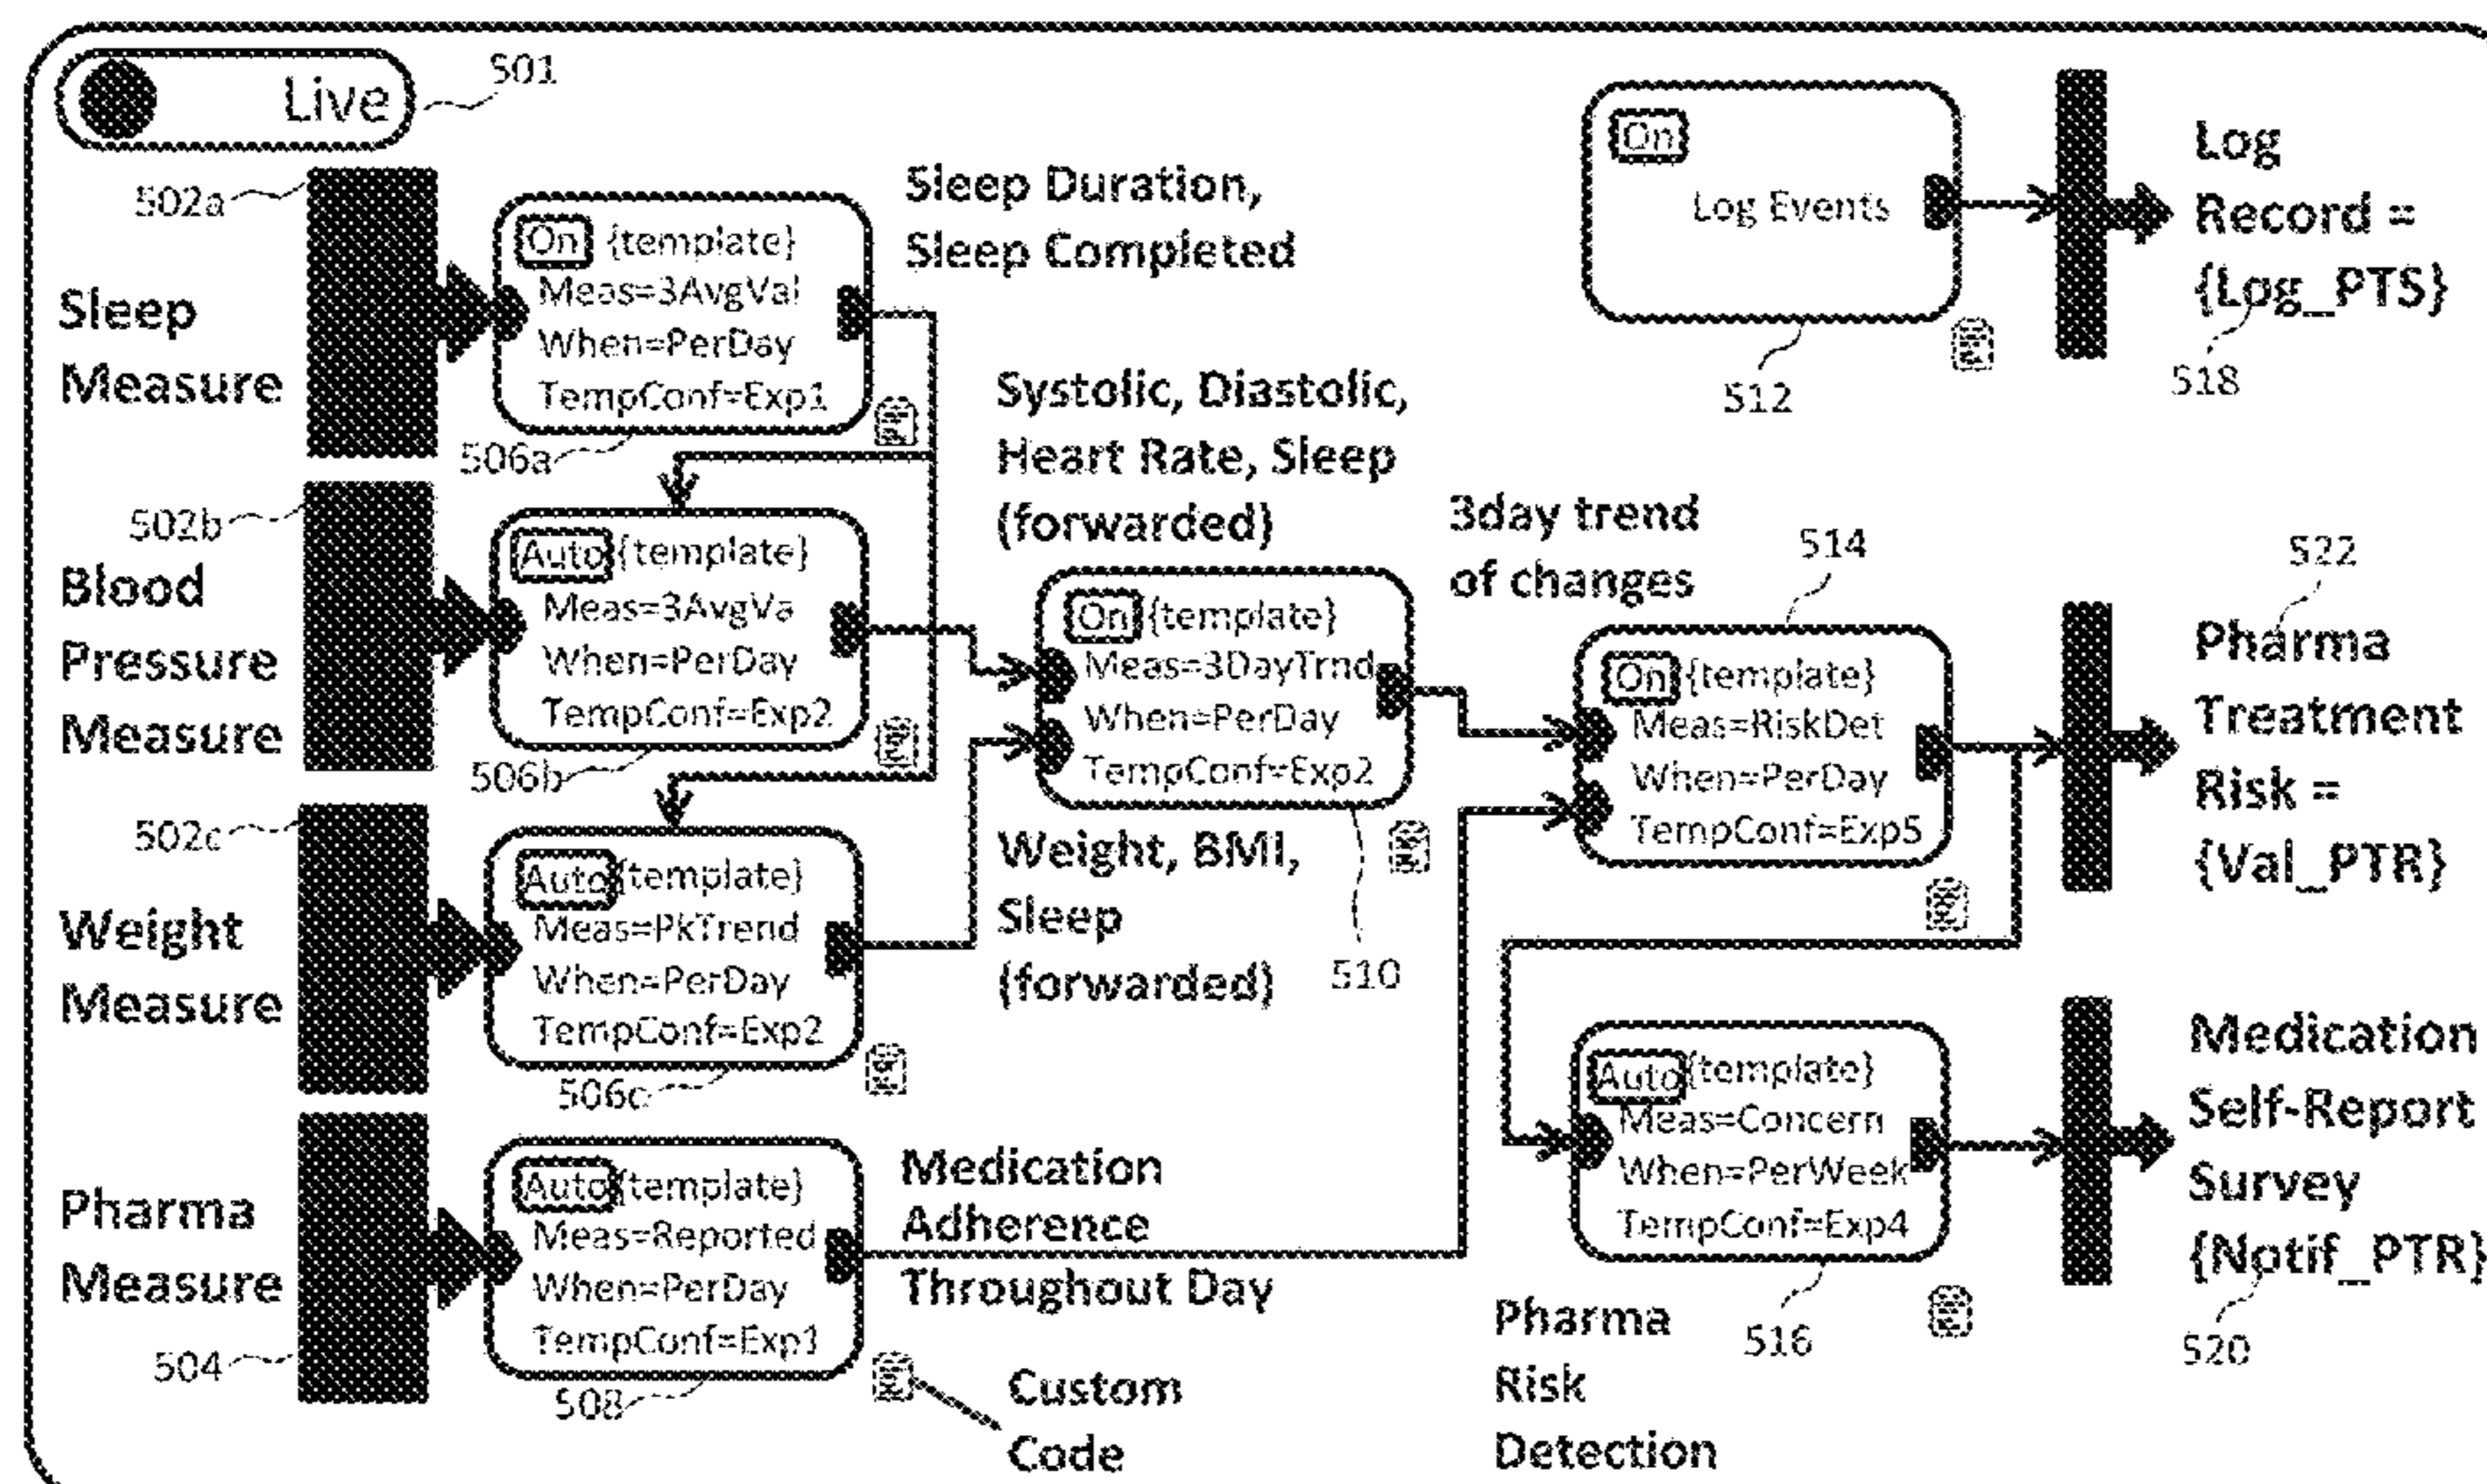 Live
501
502a
Sleep
Measure
On {template}
Meas=3AvgVal
When=PerDay
TempConf=Exp1
506a
Sleep Duration,
Sleep Completed
On
Log Events
512
Log
Record =
{Log_PTS}
518
502b
Blood
Pressure
Measure
Auto {template}
Meas=3AvgVa
When=PerDay
TempConf=Exp2
506b
Systolic, Diastolic,
Heart Rate, Sleep
(forwarded)
On {template}
Meas=3DayTrnd
When=PerDay
TempConf=Exp2
510
3day trend
of changes
514
On {template}
Meas=RiskDet
When=PerDay
TempConf=Exp5
522
Pharma
Treatment
Risk =
{Val_PTR}
502c
Weight
Measure
Auto {template}
Meas=PkTrend
When=PerDay
TempConf=Exp2
506c
Weight, BMI,
Sleep
(forwarded)
504
Pharma
Measure
Auto {template}
Meas=Reported
When=PerDay
TempConf=Exp1
508
Medication
Adherence
Throughout Day
Custom
Code
Auto {template}
Meas=Concern
When=PerWeek
TempConf=Exp4
516
Pharma
Risk
Detection
Medication
Self-Report
Survey
{Notif_PTR}
520